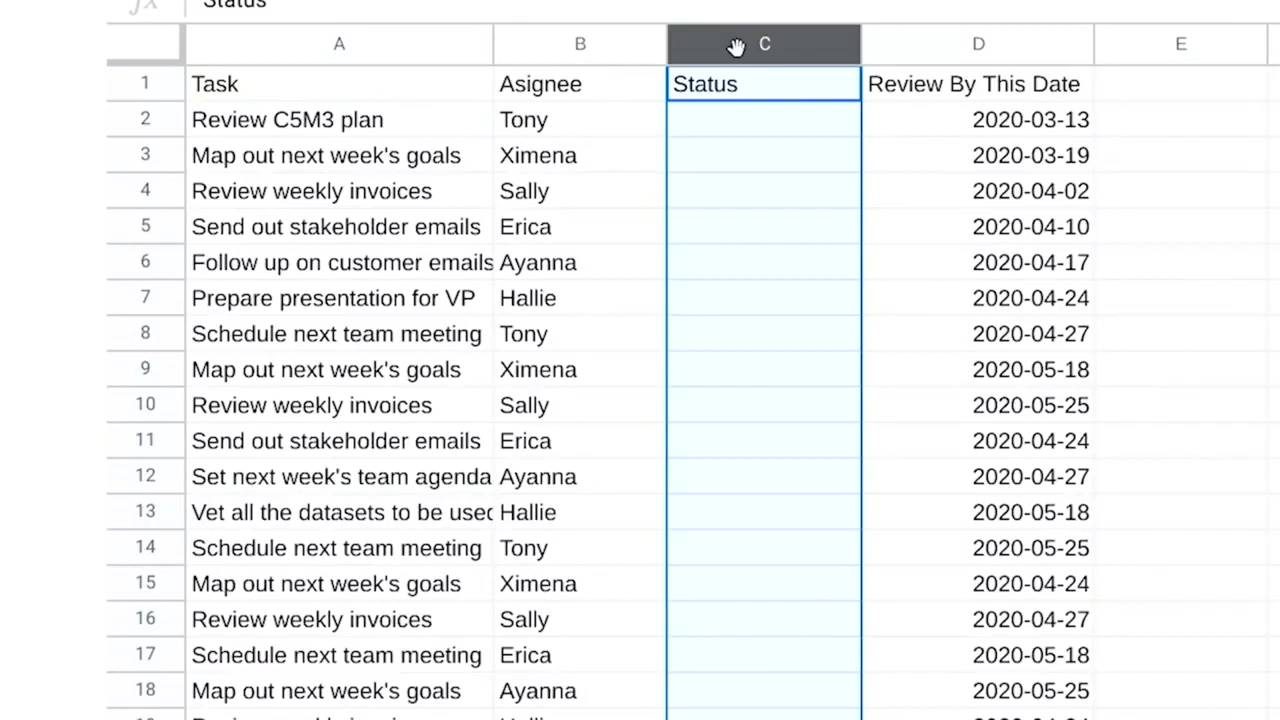 fx Status
A B C D E
1 Task Asignee Status Review By This Date
2 Review C5M3 plan Tony 2020-03-13
3 Map out next week's goals Ximena 2020-03-19
4 Review weekly invoices Sally 2020-04-02
5 Send out stakeholder emails Erica 2020-04-10
6 Follow up on customer emails Ayanna 2020-04-17
7 Prepare presentation for VP Hallie 2020-04-24
8 Schedule next team meeting Tony 2020-04-27
9 Map out next week's goals Ximena 2020-05-18
10 Review weekly invoices Sally 2020-05-25
11 Send out stakeholder emails Erica 2020-04-24
12 Set next week's team agenda Ayanna 2020-04-27
13 Vet all the datasets to be used Hallie 2020-05-18
14 Schedule next team meeting Tony 2020-05-25
15 Map out next week's goals Ximena 2020-04-24
16 Review weekly invoices Sally 2020-04-27
17 Schedule next team meeting Erica 2020-05-18
18 Map out next week's goals Ayanna 2020-05-25